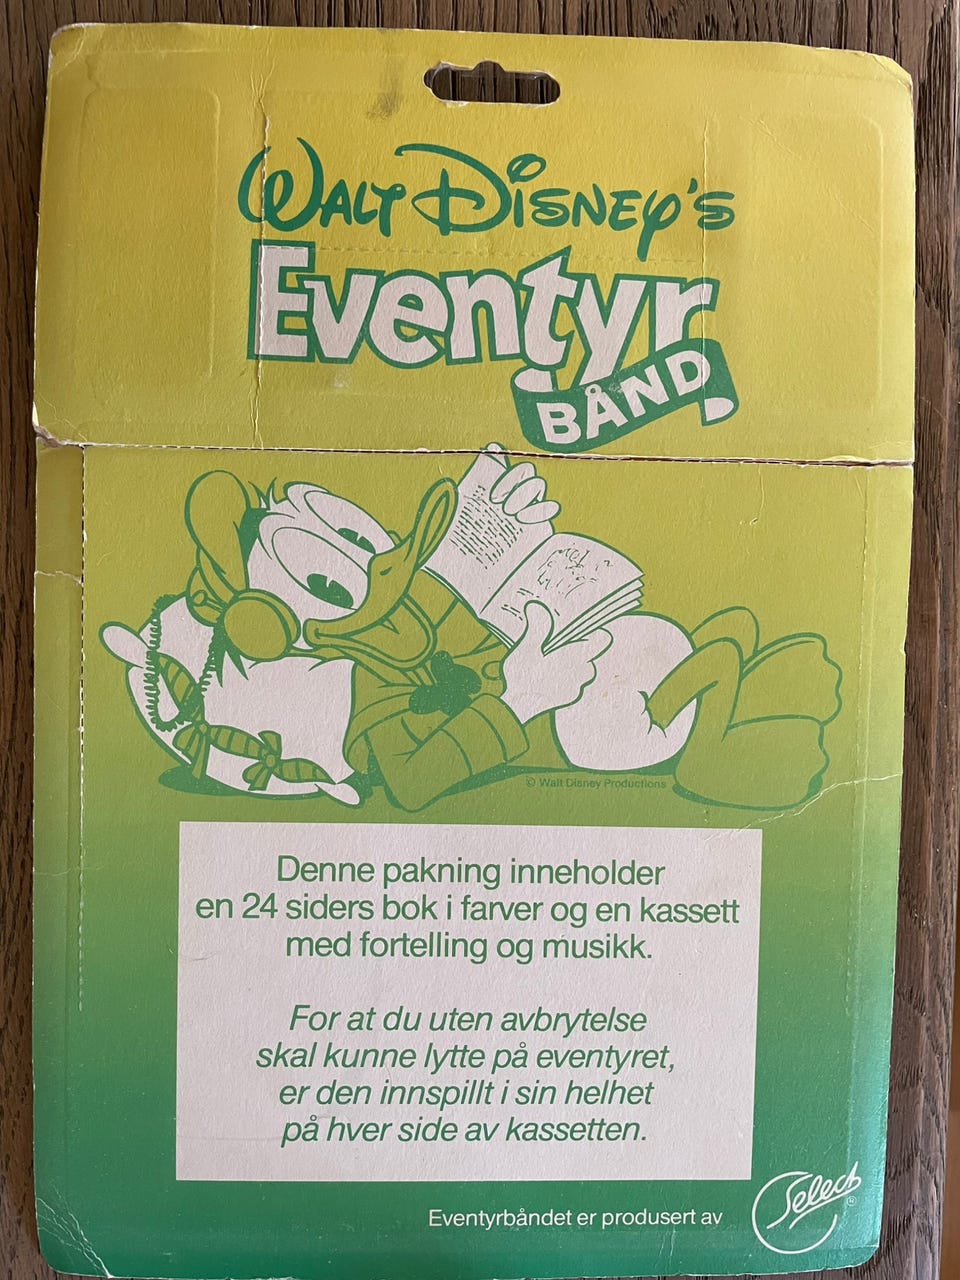 WALT DISNEY'S
Eventyr
BÅND
© Walt Disney Productions
Denne pakning inneholder
en 24 siders bok i farver og en kassett
med fortelling og musikk.
For at du uten avbrytelse
skal kunne lytte på eventyret,
er den innspillt i sin helhet
på hver side av kassetten.
Eventyrbåndet er produsert av
Select®